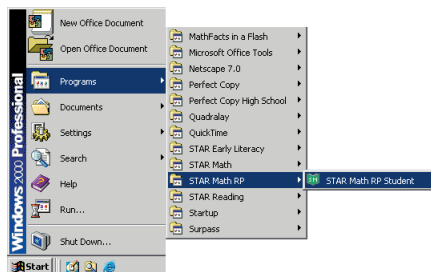 New Office Document
Open Office Document
Programs
Documents
Settings
Search
Help
Run...
Shut Down...
Windows 2000 Professional
Start
MathFacts in a Flash
Microsoft Office Tools
Netscape 7.0
Perfect Copy
Perfect Copy High School
Quadralay
QuickTime
STAR Early Literacy
STAR Math
STAR Math RP
STAR Reading
Startup
Surpass
STAR Math RP Student